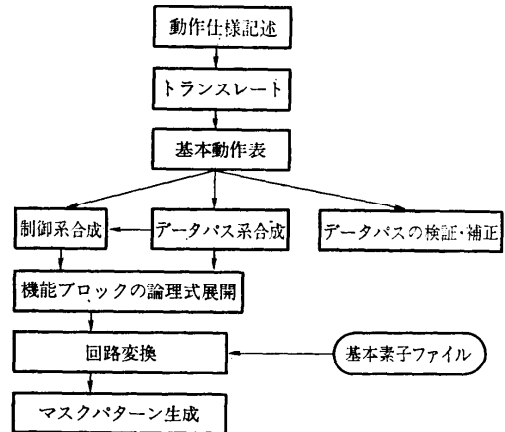 動作仕様記述
トランスレート
基本動作表
制御系合成
データパス系合成
データパスの検証・補正
機能ブロックの論理式展開
回路変換
基本素子ファイル
マスクパターン生成